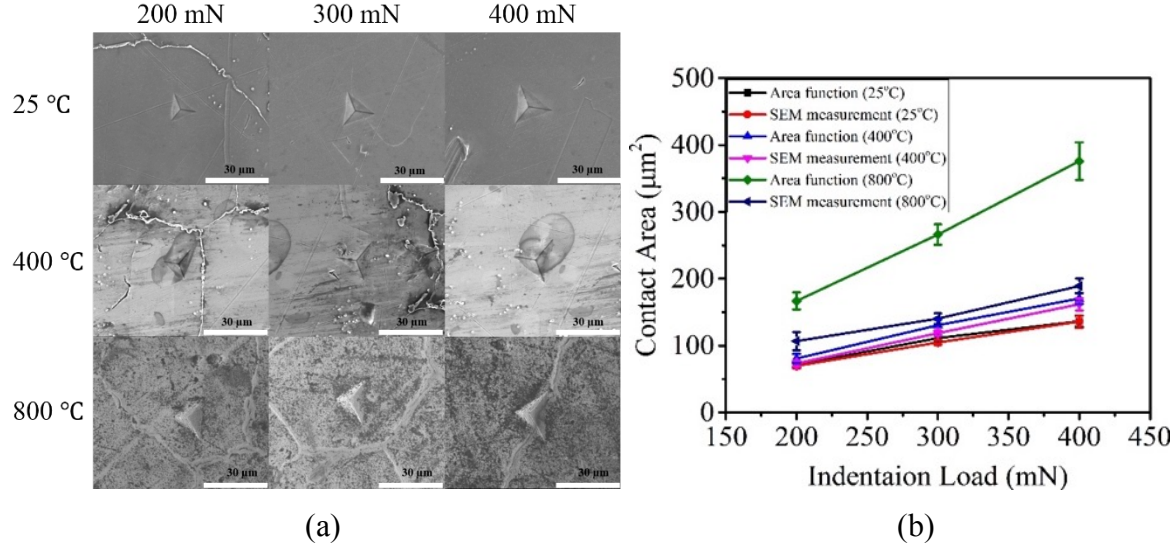 200 mN 300 mN 400 mN
25 ℃
30 µm 30 µm 30 µm
400 ℃
30 µm 30 µm 30 µm
800 ℃
30 µm 30 µm 30 µm
(a)
500
400
300
200
100
0
Contact Area (µm²)
Area function (25°C)
SEM measurement (25°C)
Area function (400°C)
SEM measurement (400°C)
Area function (800°C)
SEM measurement (800°C)
150 200 250 300 350 400 450
Indentaion Load (mN)
(b)